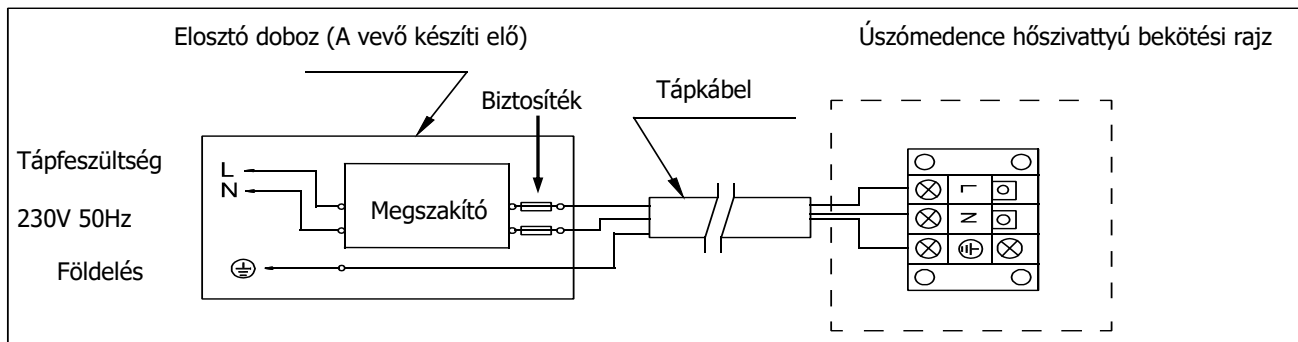 Elosztó doboz (A vevő készíti elő)
Úszómedence hőszivattyú bekötési rajz
Biztosíték
Tápkábel
Tápfeszültség
230V 50Hz
Földelés
L
N
Megszakító
L
N